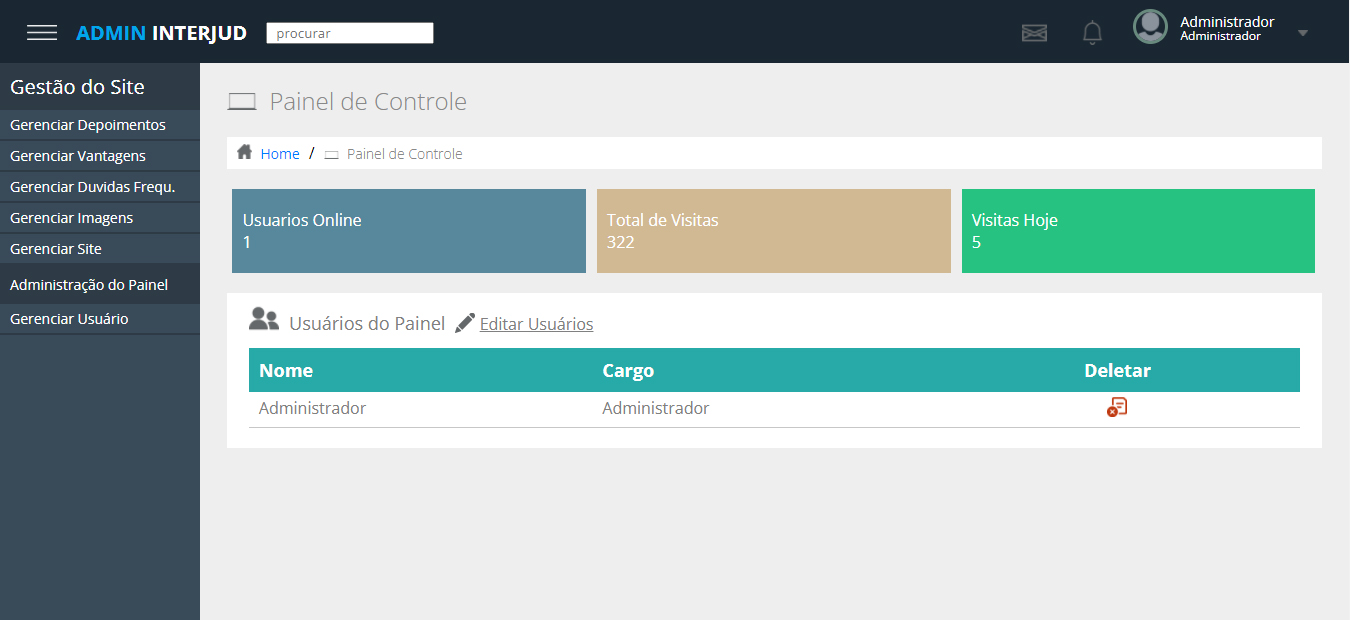 ADMIN INTERJUD
procurar
Administrador
Administrador
Gestão do Site
Gerenciar Depoimentos
Gerenciar Vantagens
Gerenciar Duvidas Frequ.
Gerenciar Imagens
Gerenciar Site
Administração do Painel
Gerenciar Usuário
Painel de Controle
Home / Painel de Controle
Usuarios Online
1
Total de Visitas
322
Visitas Hoje
5
Usuários do Painel Editar Usuários
Nome Cargo Deletar
Administrador Administrador